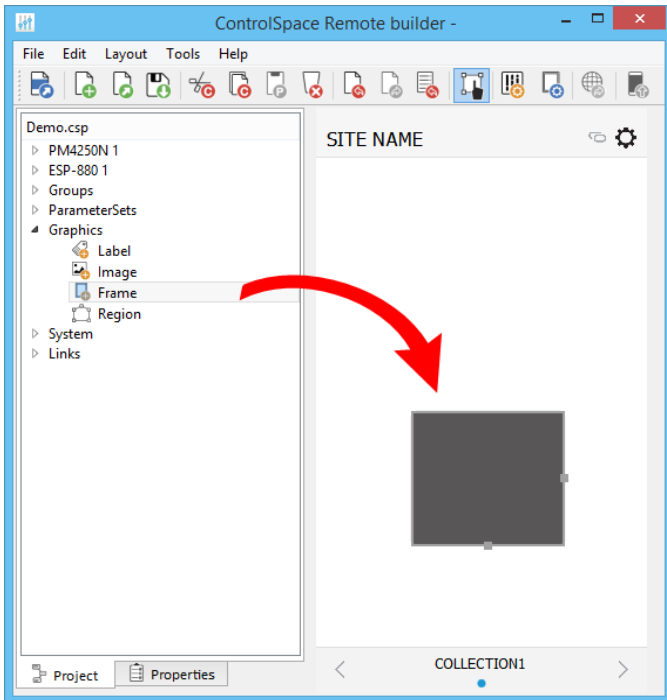 ControlSpace Remote builder -
File Edit Layout Tools Help
Demo.csp
PM4250N 1
ESP-880 1
Groups
ParameterSets
Graphics
Label
Image
Frame
Region
System
Links
SITE NAME
COLLECTION1
Project Properties